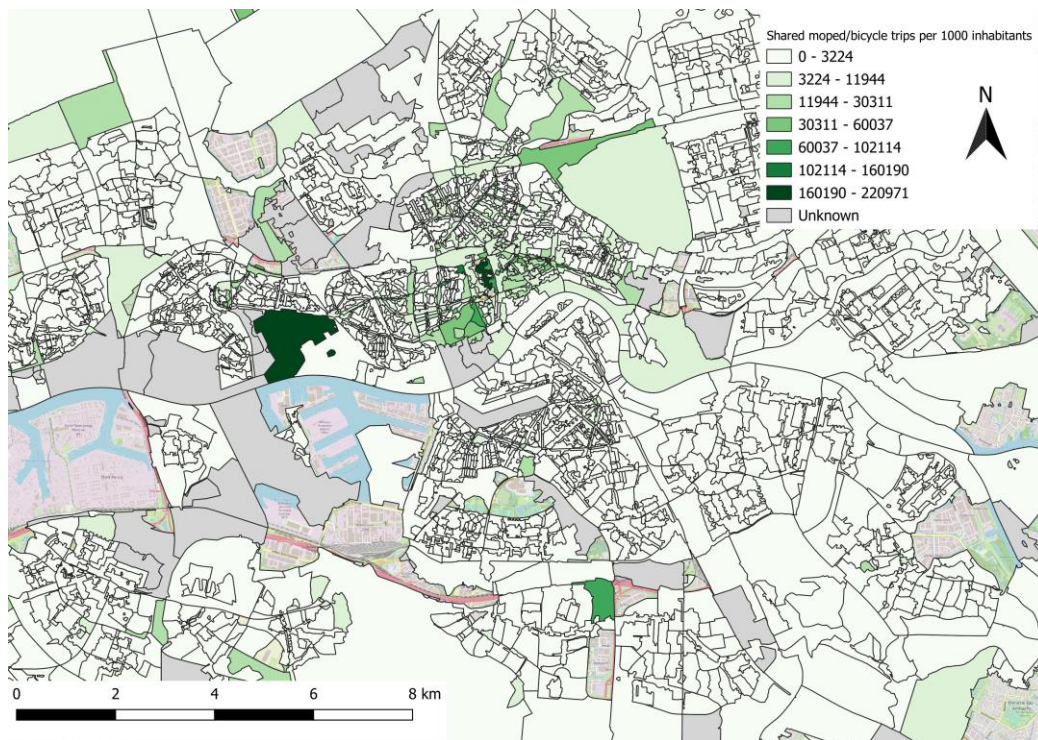 Shared moped/bicycle trips per 1000 inhabitants
0 - 3224
3224 - 11944
11944 - 30311
30311 - 60037
60037 - 102114
102114 - 160190
160190 - 220971
Unknown
N
0 2 4 6 8 km